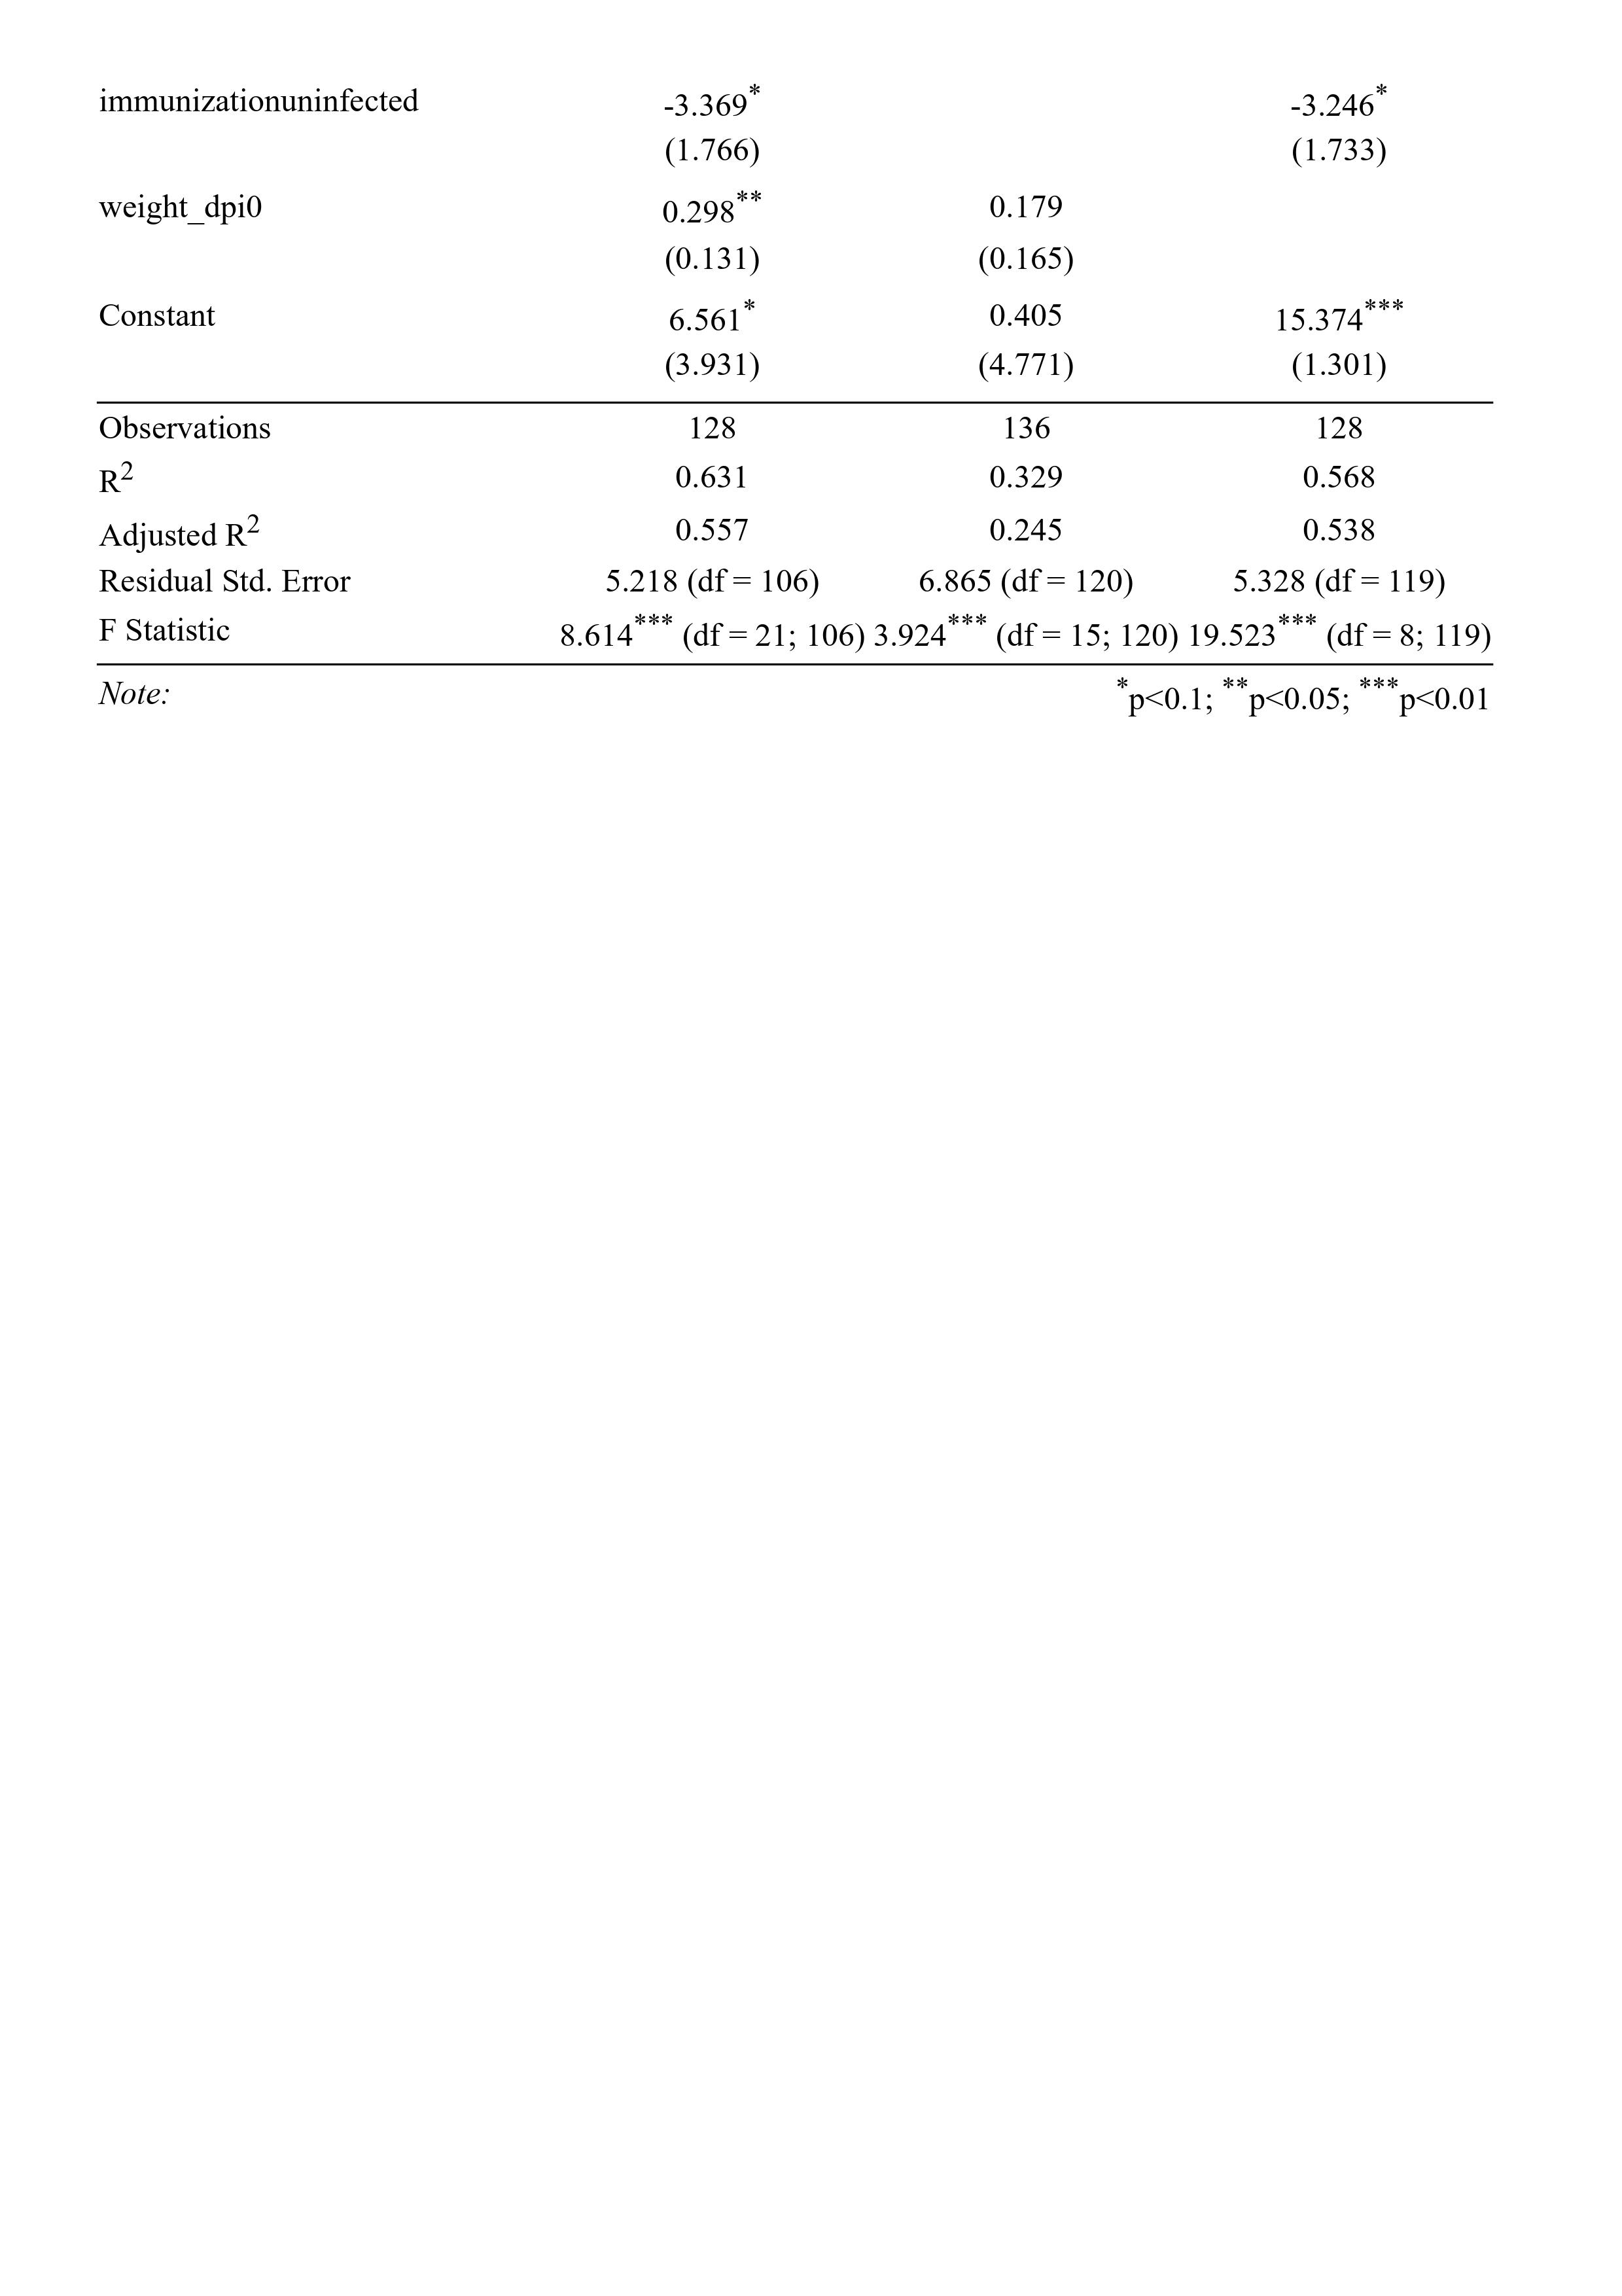 immunizationuninfected -3.369* -3.246*
(1.766) (1.733)
weight_dpi0 0.298** 0.179
(0.131) (0.165)
Constant 6.561* 0.405 15.374***
(3.931) (4.771) (1.301)
Observations 128 136 128
R2 0.631 0.329 0.568
Adjusted R2 0.557 0.245 0.538
Residual Std. Error 5.218 (df = 106) 6.865 (df = 120) 5.328 (df = 119)
F Statistic 8.614*** (df = 21; 106) 3.924*** (df = 15; 120) 19.523*** (df = 8; 119)
Note: *p<0.1; **p<0.05; ***p<0.01